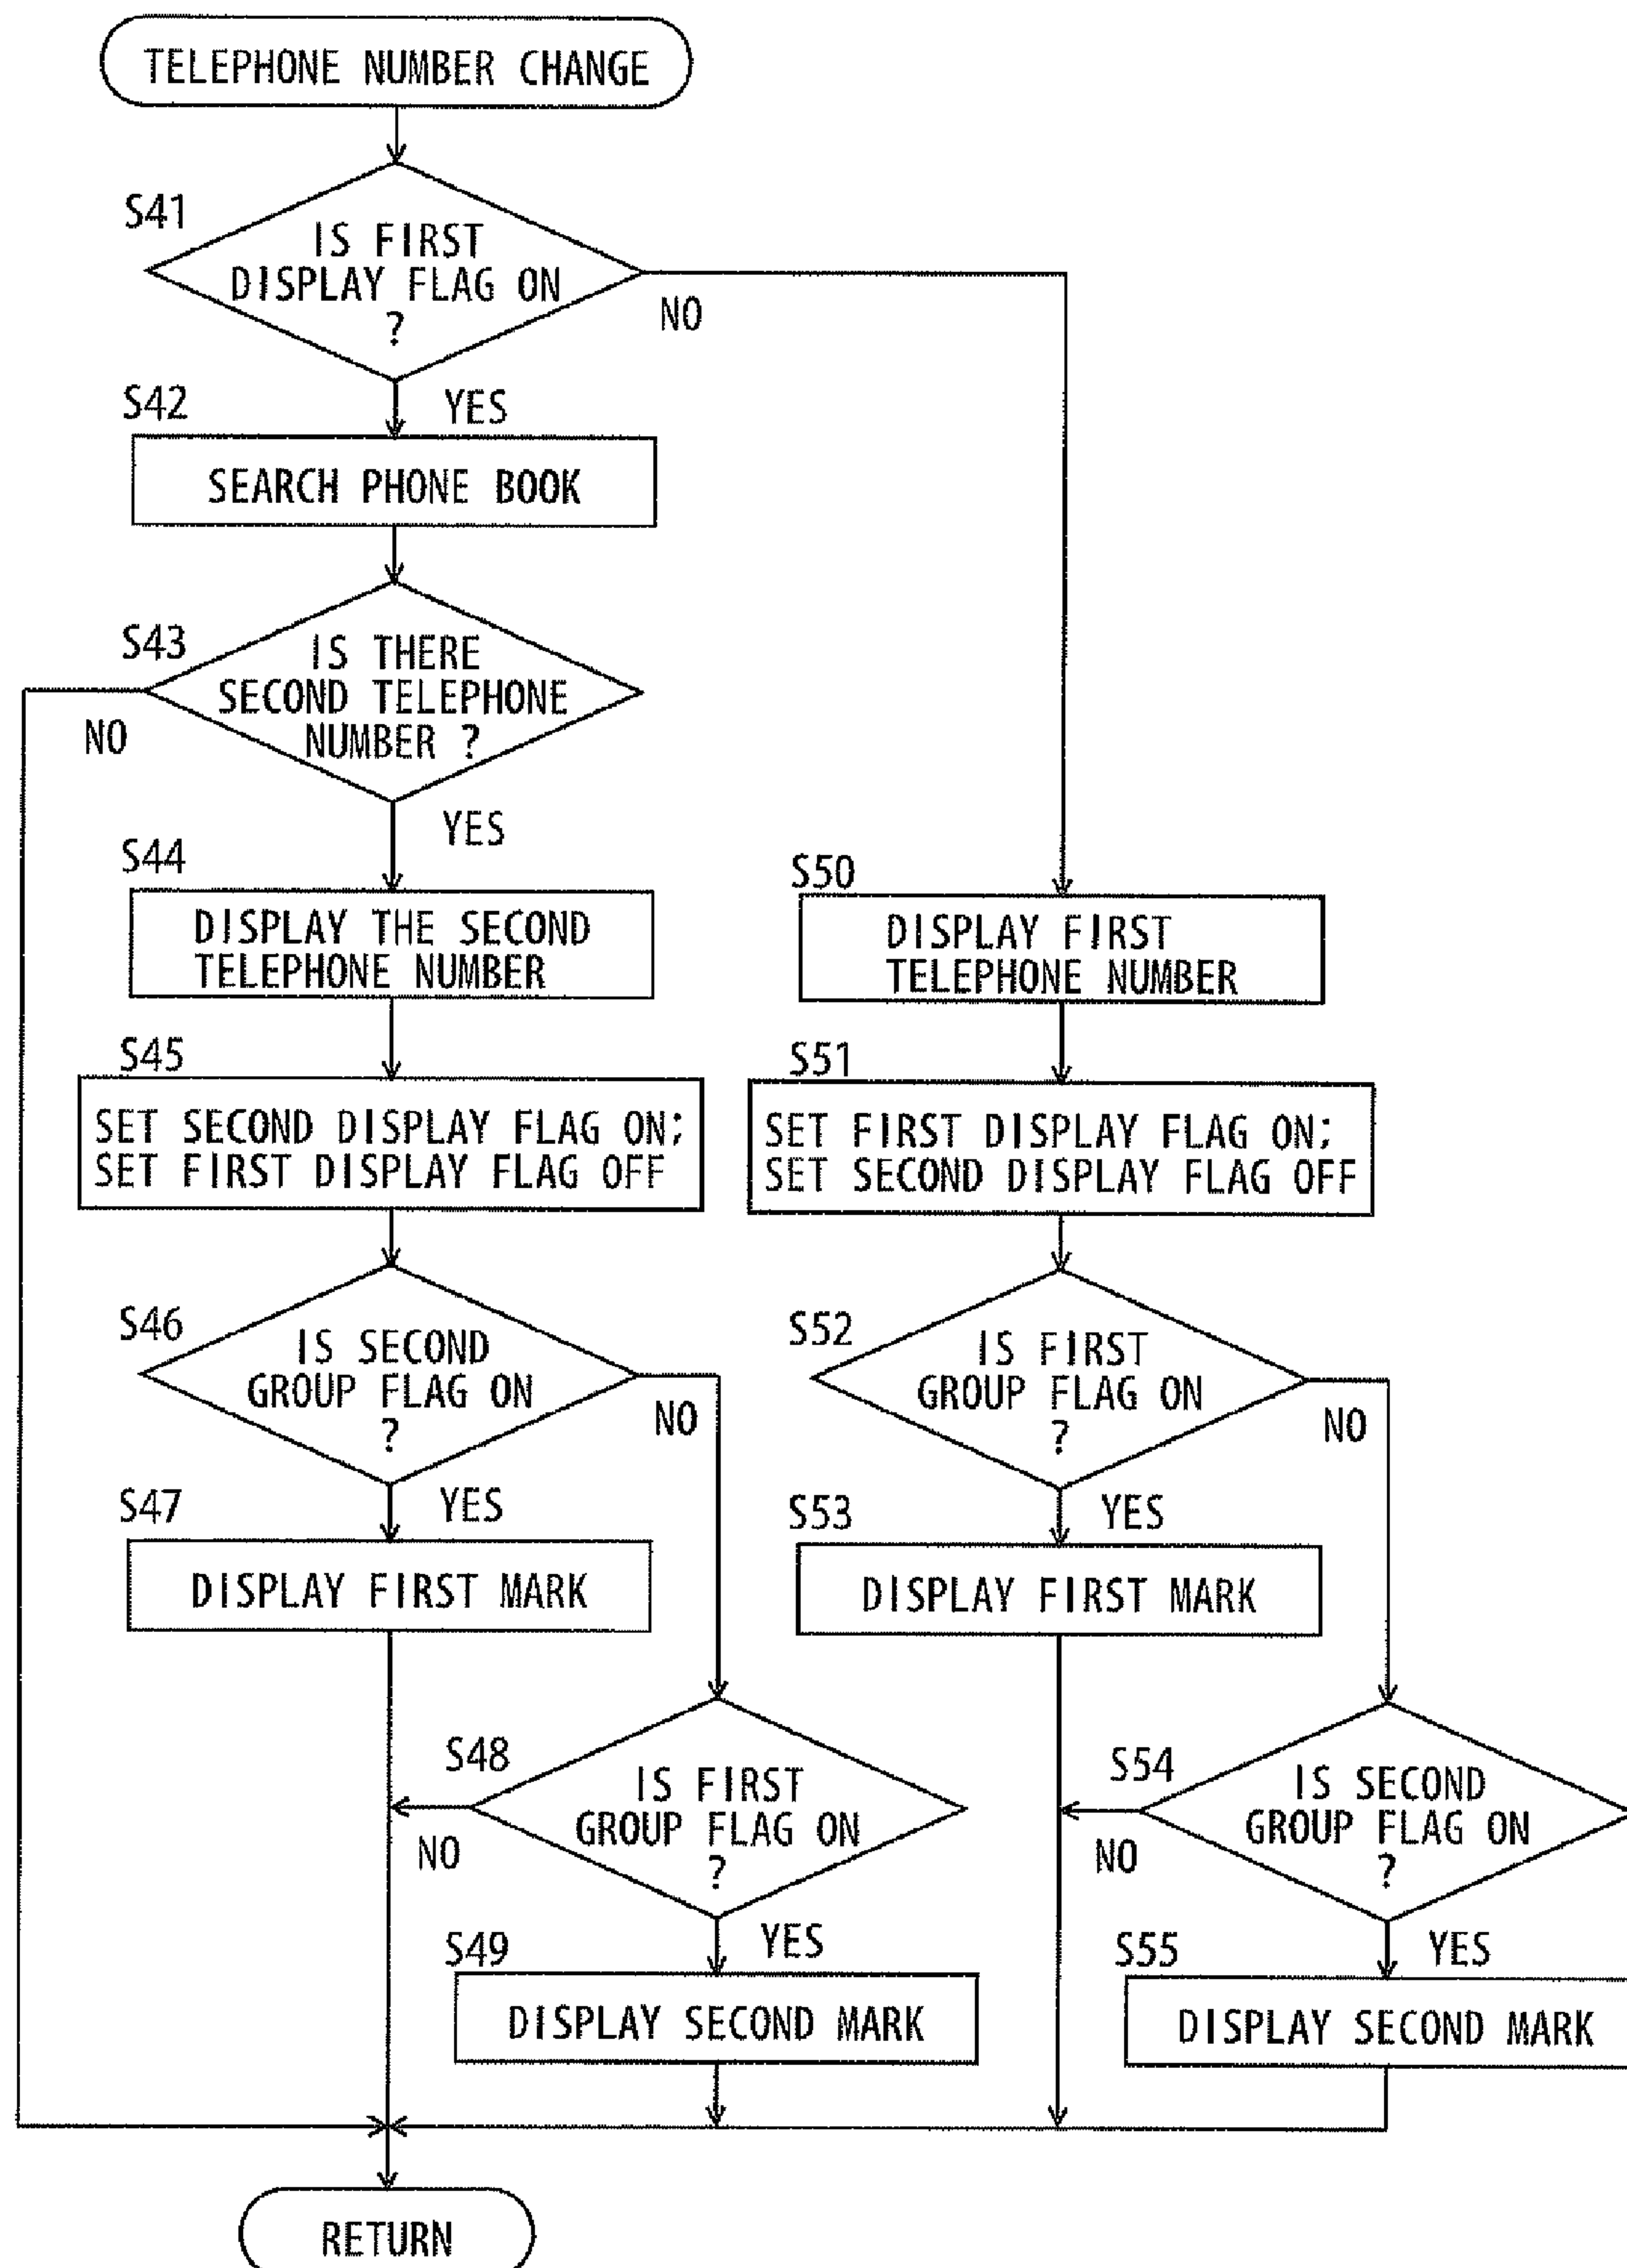 TELEPHONE NUMBER CHANGE
S41
IS FIRST
DISPLAY FLAG ON
?
NO
YES
S42
SEARCH PHONE BOOK
S43
IS THERE
SECOND TELEPHONE
NUMBER ?
NO
YES
S44
DISPLAY THE SECOND
TELEPHONE NUMBER
S45
SET SECOND DISPLAY FLAG ON;
SET FIRST DISPLAY FLAG OFF
S46
IS SECOND
GROUP FLAG ON
?
NO
YES
S47
DISPLAY FIRST MARK
S48
IS FIRST
GROUP FLAG ON
?
NO
YES
S49
DISPLAY SECOND MARK
S50
DISPLAY FIRST
TELEPHONE NUMBER
S51
SET FIRST DISPLAY FLAG ON;
SET SECOND DISPLAY FLAG OFF
S52
IS FIRST
GROUP FLAG ON
?
NO
YES
S53
DISPLAY FIRST MARK
S54
IS SECOND
GROUP FLAG ON
?
NO
YES
S55
DISPLAY SECOND MARK
RETURN